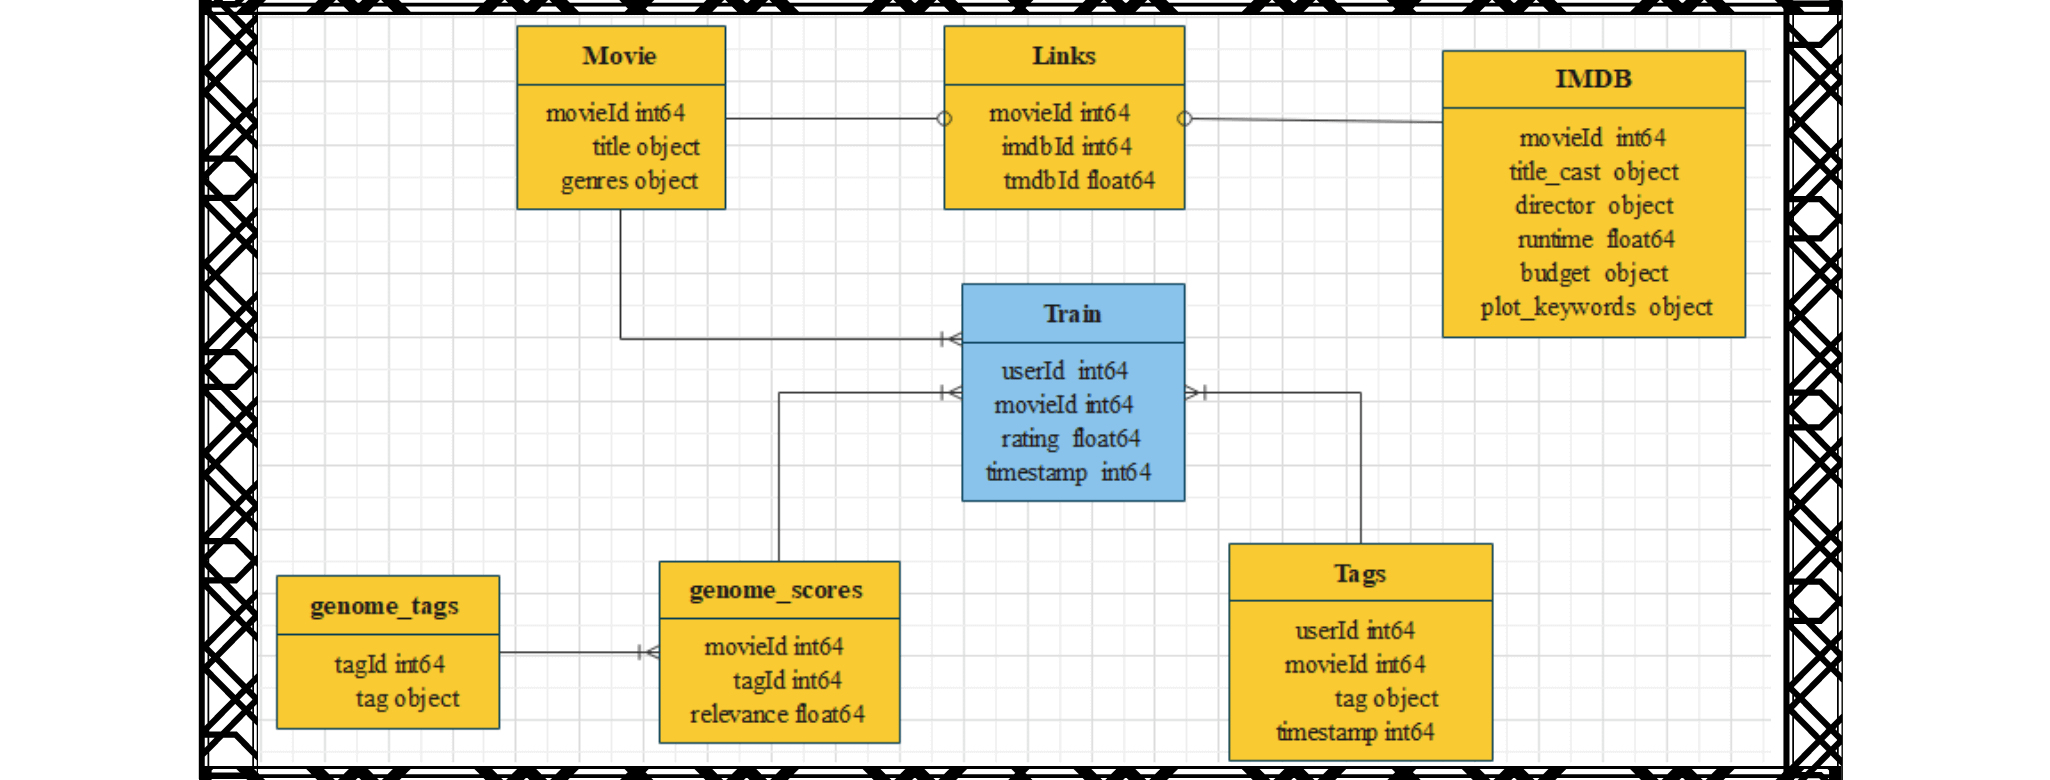 Movie
movieId int64
title object
genres object
Links
movieId int64
imdbId int64
tmdbId float64
IMDB
movieId int64
title_cast object
director object
runtime float64
budget object
plot_keywords object
Train
userId int64
movieId int64
rating float64
timestamp int64
genome_tags
tagId int64
tag object
genome_scores
movieId int64
tagId int64
relevance float64
Tags
userId int64
movieId int64
tag object
timestamp int64